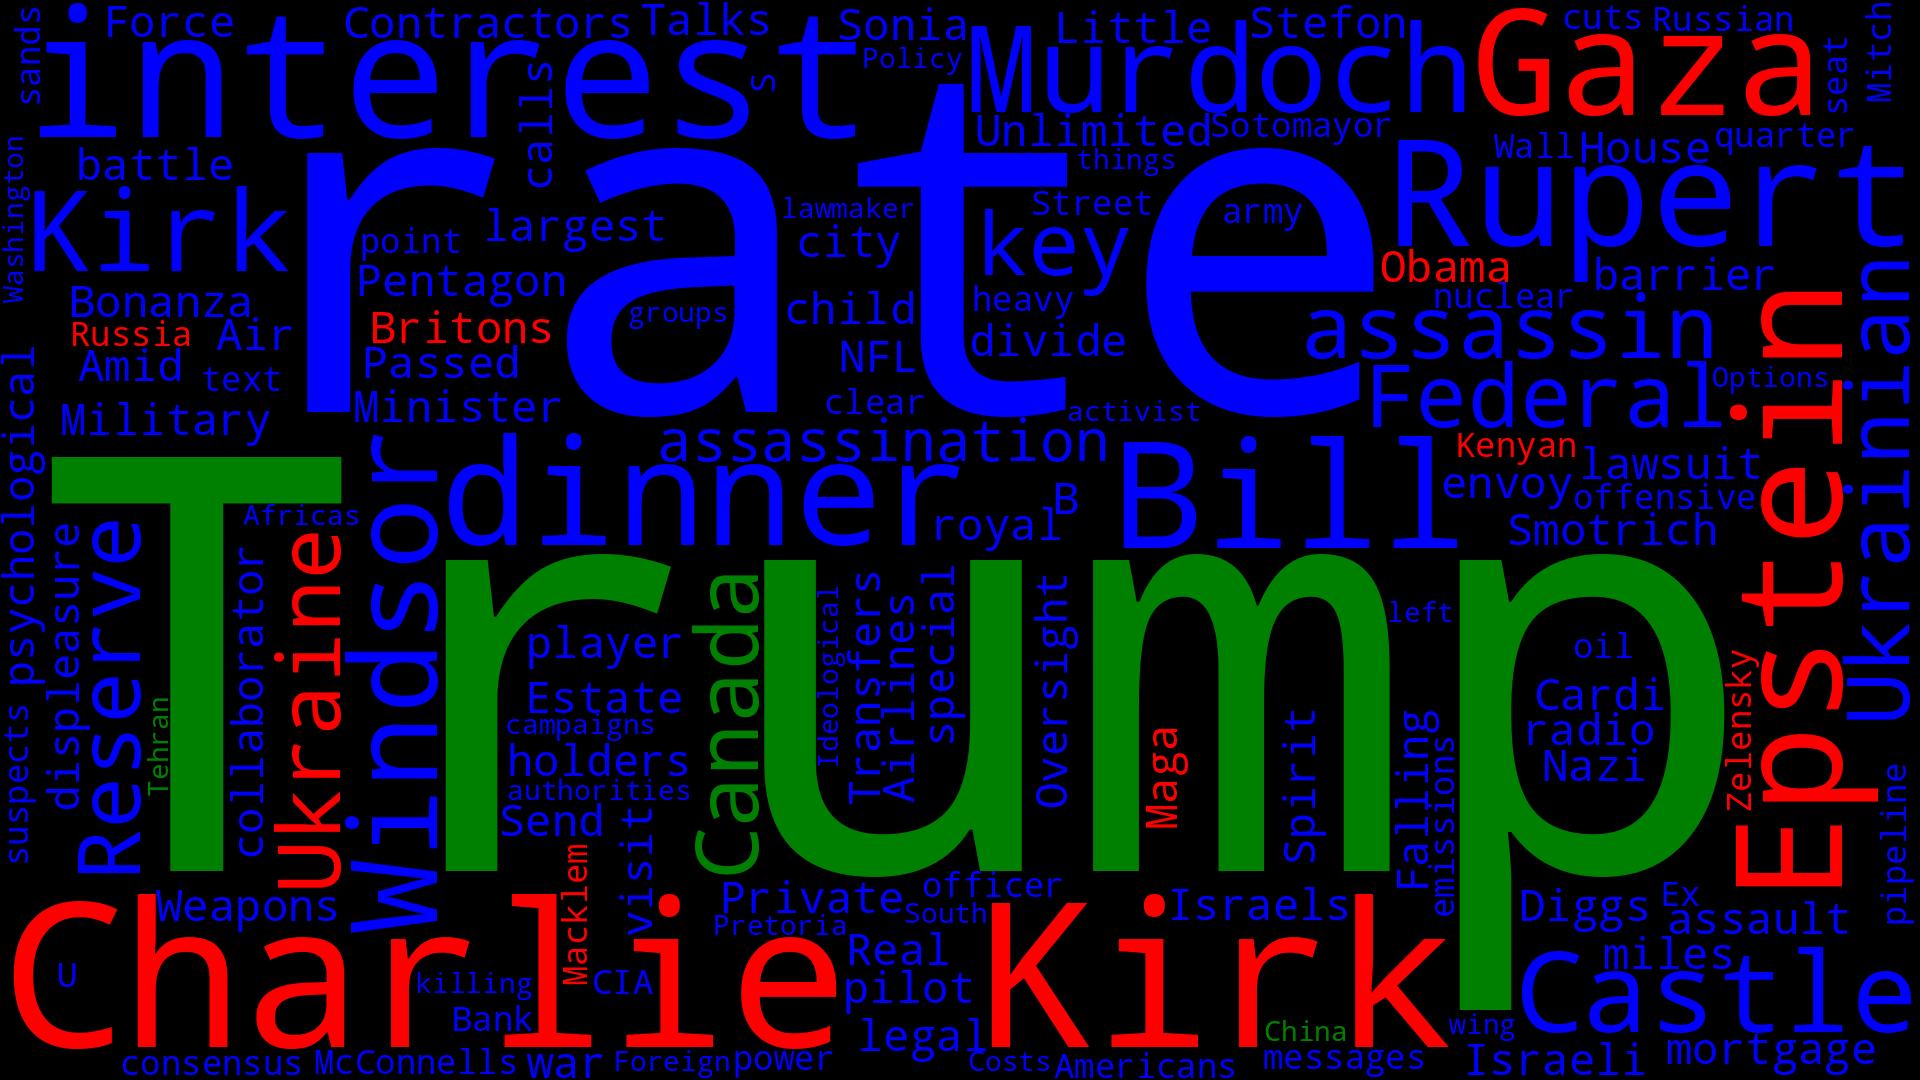 sands
Force
interest
Contractors
Talks
Sonia
Policy
Little
Stefon
Murdoch
Gaza
cuts
Russian
seat
Mitch
calls
S
Unlimited
Sotomayor
things
Wall
House
quarter
Washington
battle
Kirk
rate
point
largest
lawmaker
city
Street
key
army
Rupert
Obama
barrier
nuclear
Bonanza
Pentagon
groups
child
heavy
assassin
Russia
Air
Britons
NFL
divide
Amid
text
Passed
Federal
Options
Military
Minister
clear
activist
psychological
assassination
Kenyan
lawsuit
envoy
offensive
Smotrich
Epstein
Ukrainian
dinner
royal
B
Bill
Windsor
Africas
Trump
Reserve
displeasure
suspects
Tehran
collaborator
Ukraine
player
Estate
campaigns
holders
authorities
Send
visit
Canada
Ideological
Transfers
Airlines
special
Oversight
Maga
Spirit
left
Falling
emissions
oil
Cardi
radio
Nazi
Zelensky
pipeline
Weapons
Charlie Kirk
Macklem
Private
officer
South
Pretoria
Israels
Diggs
Ex
assault
miles
Castle
U
killing
CIA
Real
pilot
Bank
legal
China
wing
consensus
McConnells
war
Foreign
power
Costs
Americans
messages
Israeli
mortgage